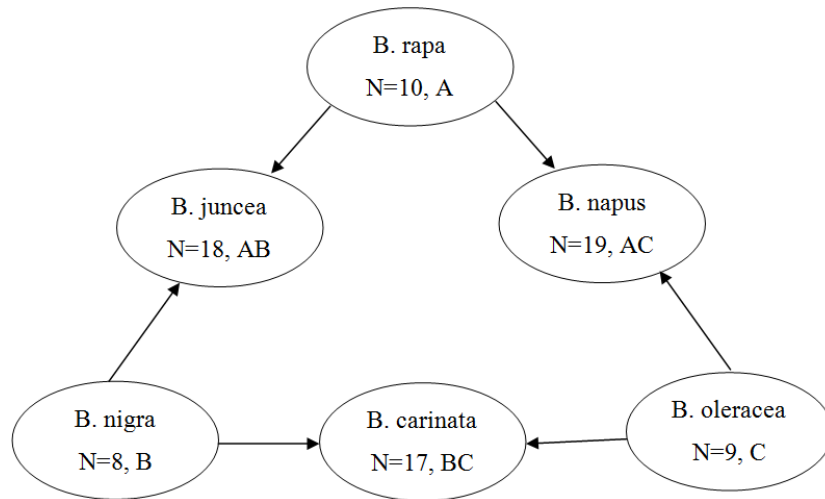 B. rapa
N=10, A
B. juncea
N=18, AB
B. napus
N=19, AC
B. nigra
N=8, B
B. carinata
N=17, BC
B. oleracea
N=9, C